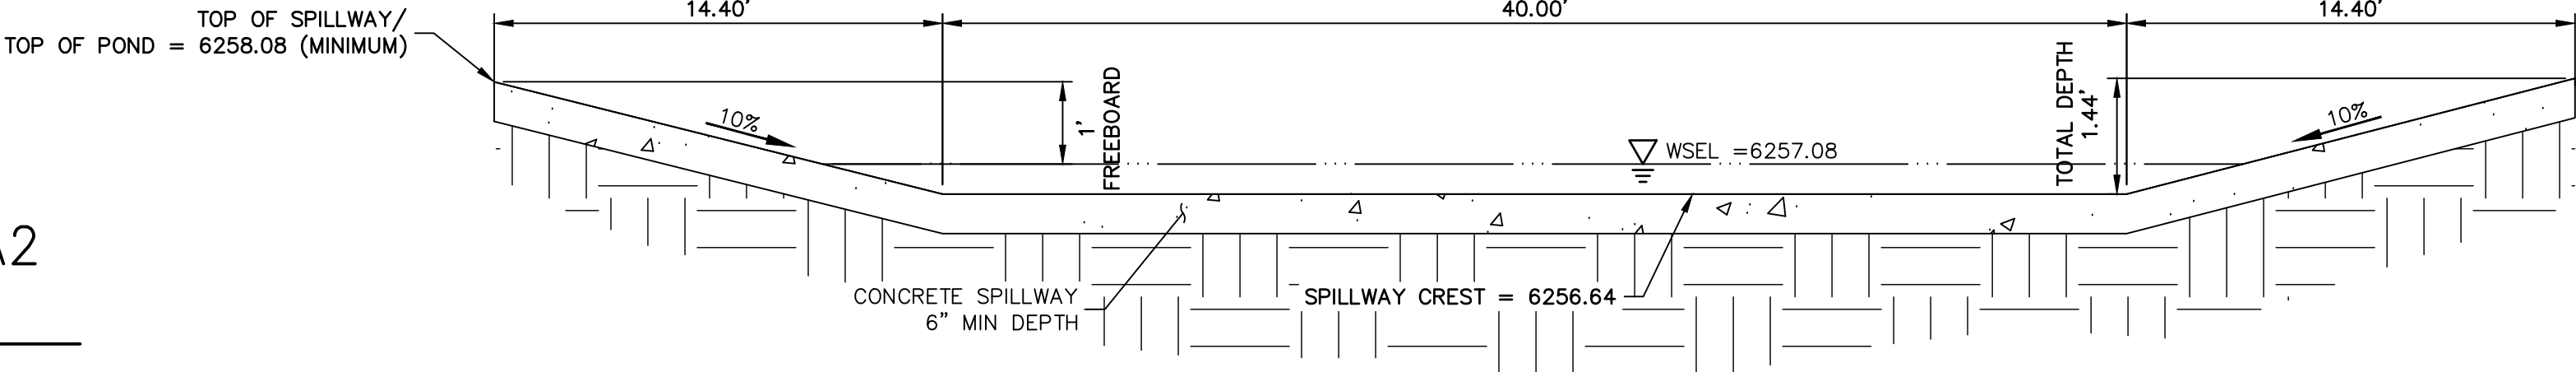 14.40'
40.00'
14.40'
TOP OF SPILLWAY/
TOP OF POND = 6258.08 (MINIMUM)
10%
1'
FREEBOARD
WSEL =6257.08
TOTAL DEPTH
1.44'
10%
2
CONCRETE SPILLWAY
6" MIN DEPTH
SPILLWAY CREST = 6256.64